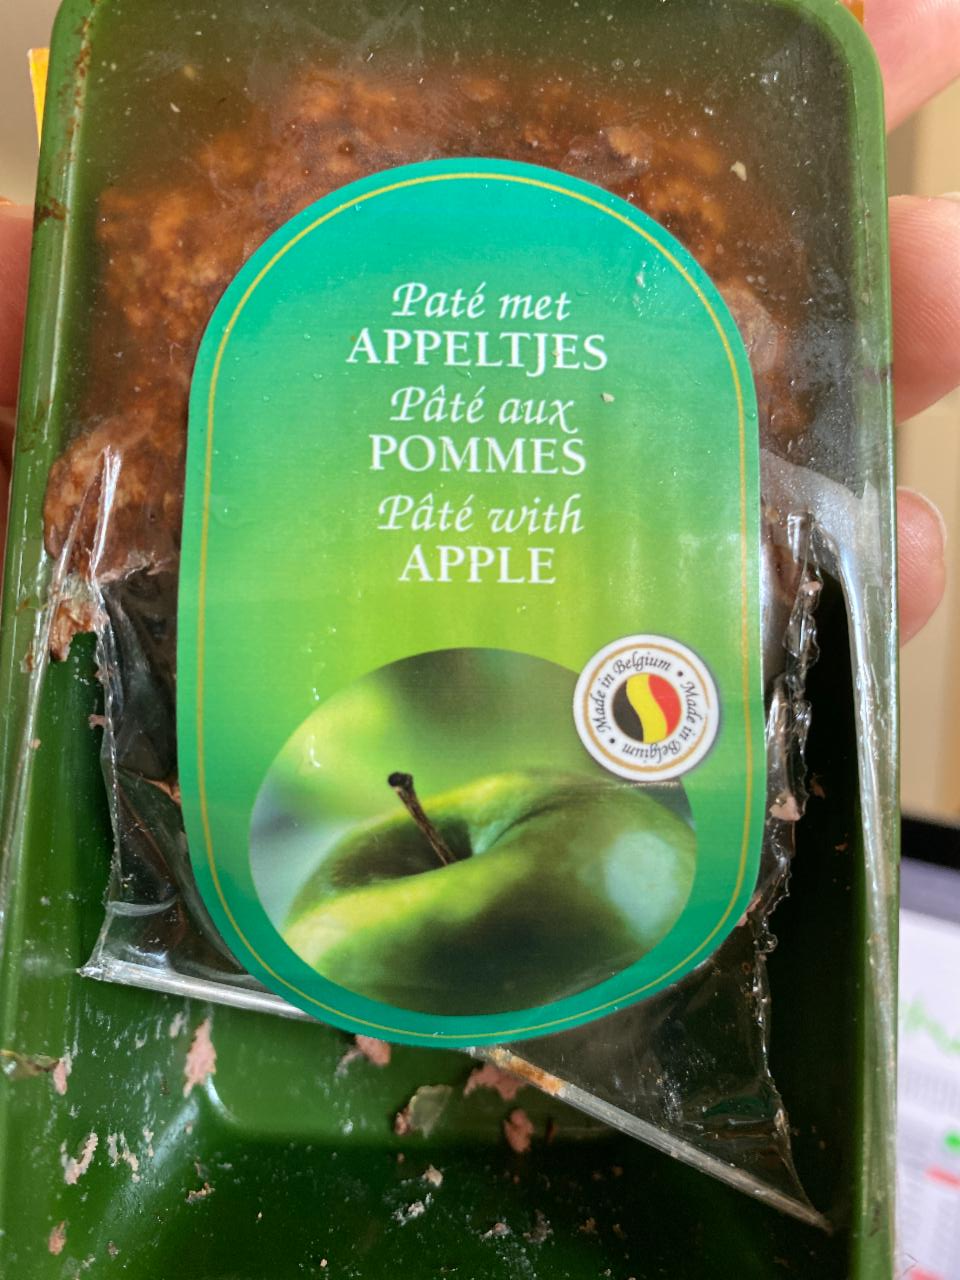 Paté met
APPELTJES
Pâté aux
POMMES
Pâté with
APPLE
Made in Belgium • Made in Belgium •